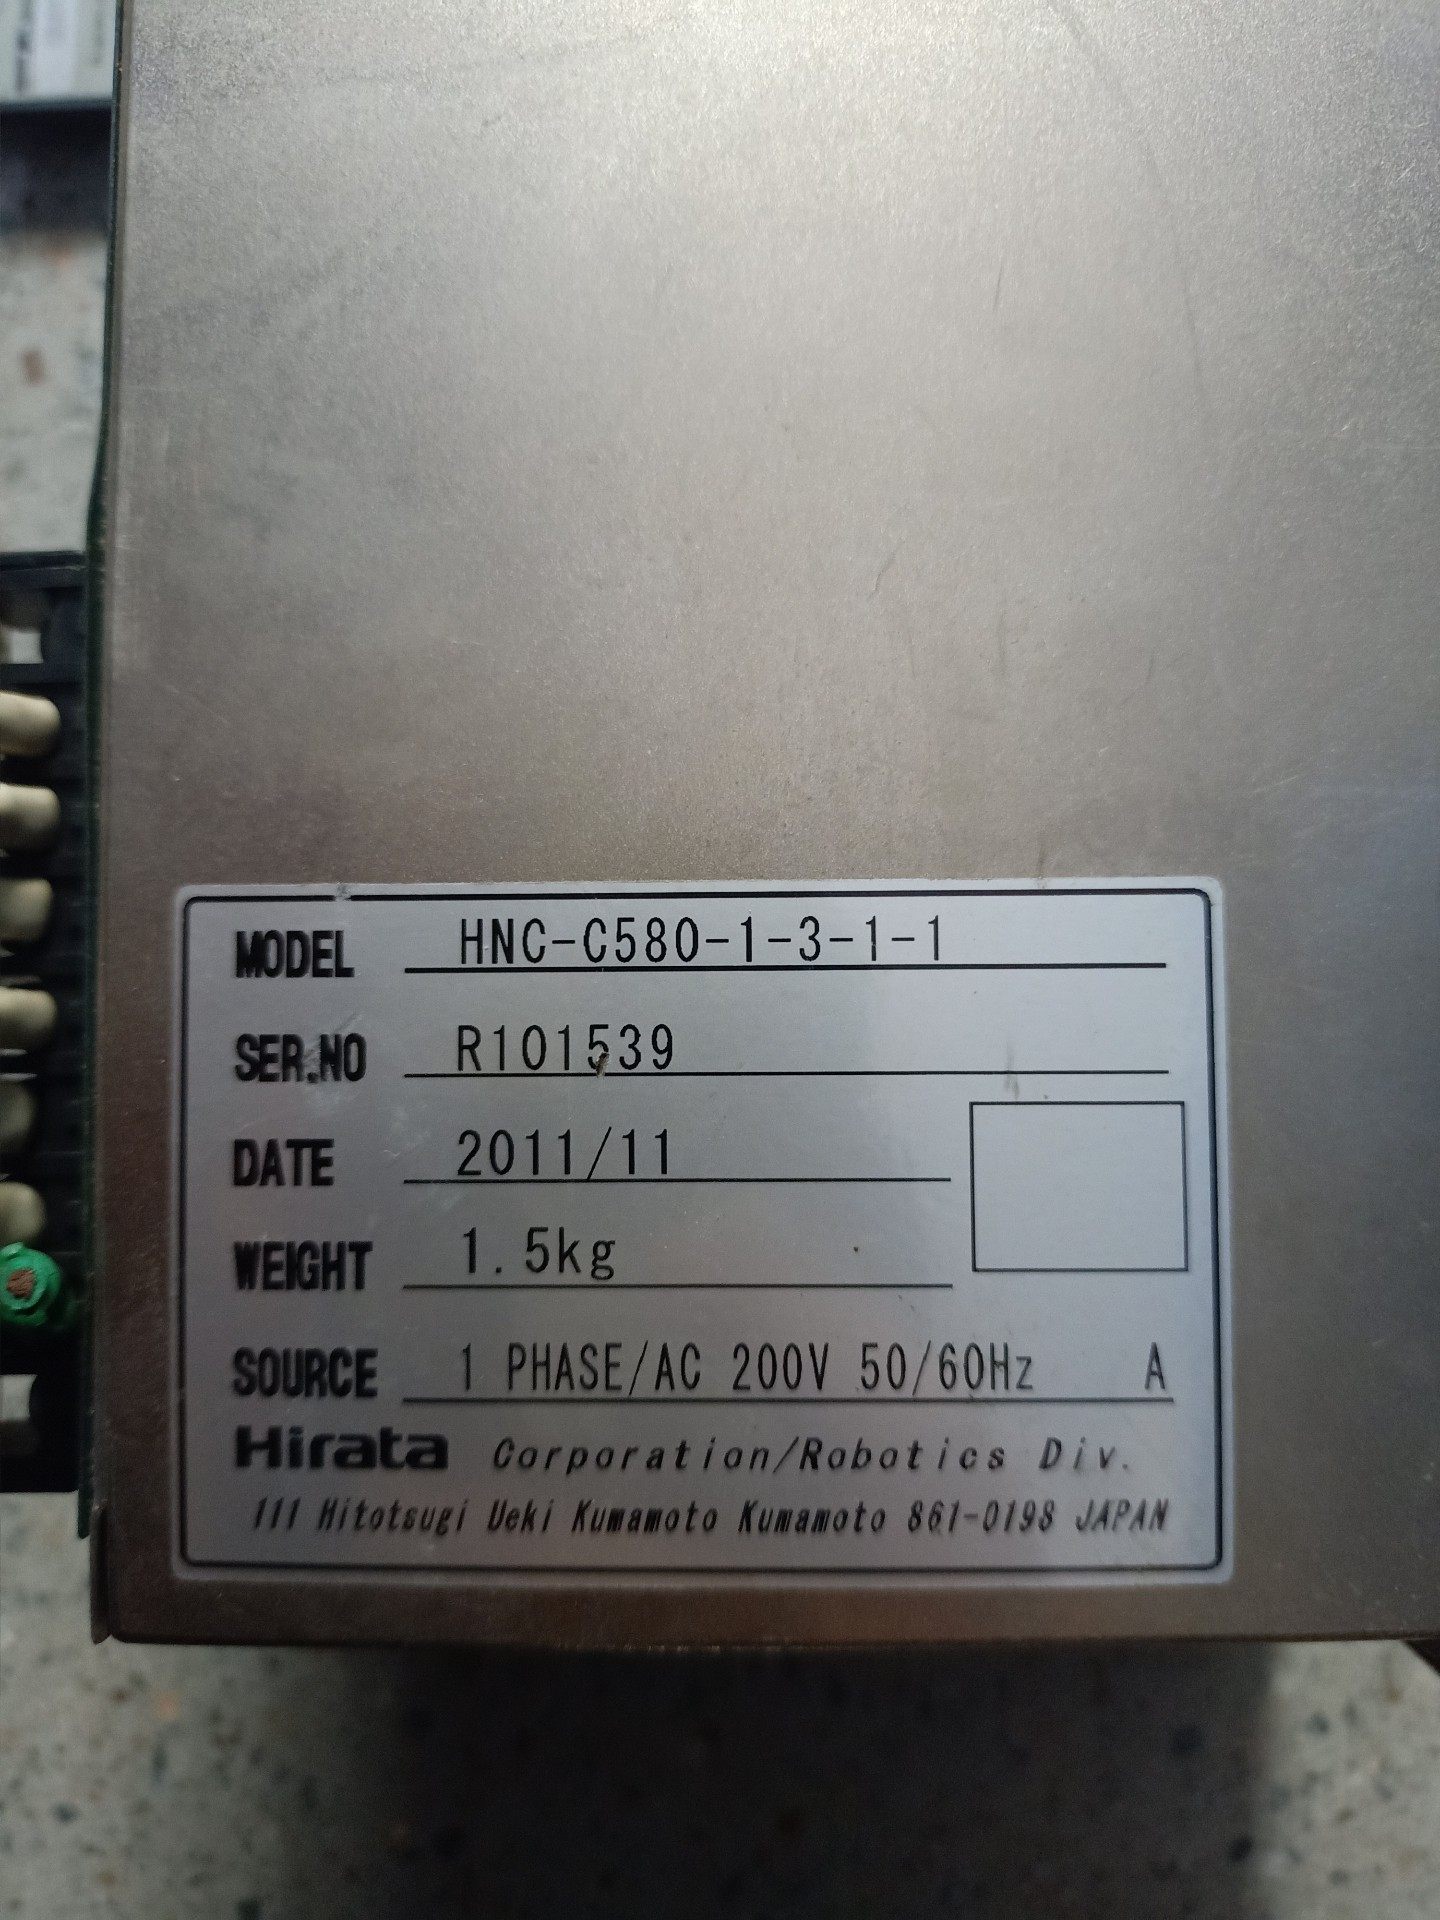 MODEL HNC-C580-1-3-1-1
SER.NO R101539
DATE 2011/11
WEIGHT 1.5kg
SOURCE 1 PHASE/AC 200V 50/60Hz A
Hirata Corporation/Robotics Div.
111 Hitotsugi Ueki Kumamoto Kumamoto 861-0198 JAPAN